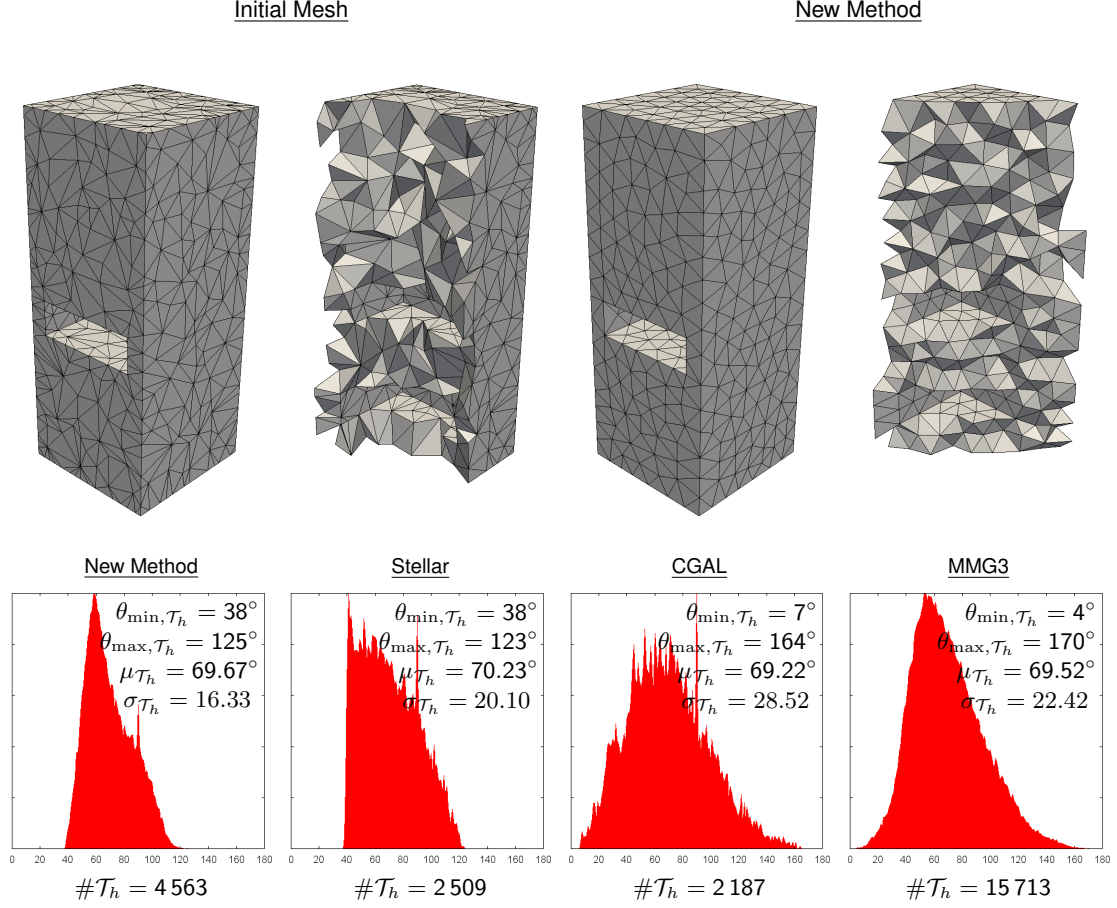 Initial Mesh
New Method
New Method
Stellar
CGAL
MMG3
θmin,𝒯h = 38°
θmax,𝒯h = 125°
μ𝒯h = 69.67°
σ𝒯h = 16.33
θmin,𝒯h = 38°
θmax,𝒯h = 123°
μ𝒯h = 70.23°
σ𝒯h = 20.10
θmin,𝒯h = 7°
θmax,𝒯h = 164°
μ𝒯h = 69.22°
σ𝒯h = 28.52
θmin,𝒯h = 4°
θmax,𝒯h = 170°
μ𝒯h = 69.52°
σ𝒯h = 22.42
0 20 40 60 80 100 120 140 160 180
0 20 40 60 80 100 120 140 160 180
0 20 40 60 80 100 120 140 160 180
0 20 40 60 80 100 120 140 160 180
#𝒯h = 4 563
#𝒯h = 2 509
#𝒯h = 2 187
#𝒯h = 15 713